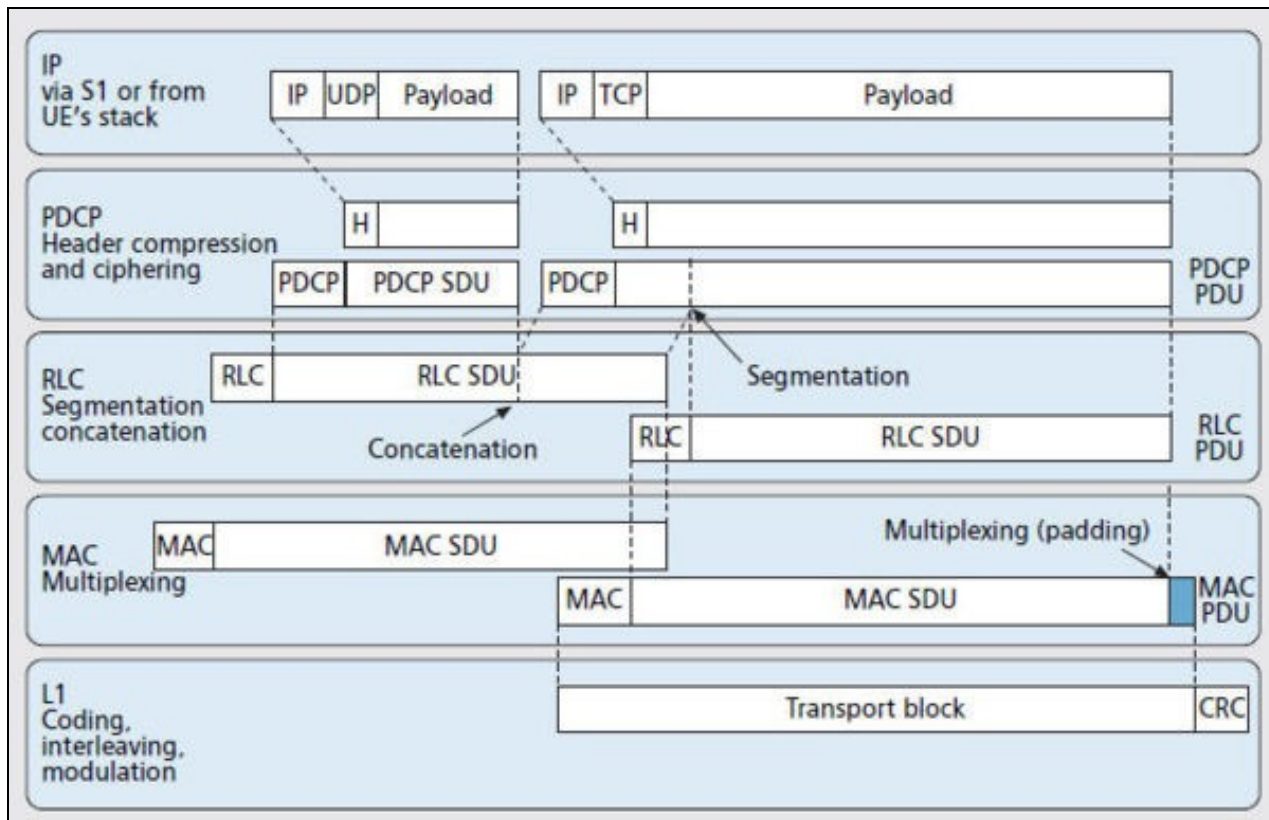 IP
via S1 or from
UE's stack
IP UDP Payload IP TCP Payload
PDCP
Header compression
and ciphering
H H
PDCP PDCP SDU PDCP
PDCP
PDU
RLC
Segmentation
concatenation
RLC RLC SDU
Segmentation
Concatenation
RLC RLC SDU
RLC
PDU
MAC
Multiplexing
MAC MAC SDU
Multiplexing (padding)
MAC MAC SDU
MAC
PDU
L1
Coding,
interleaving,
modulation
Transport block CRC